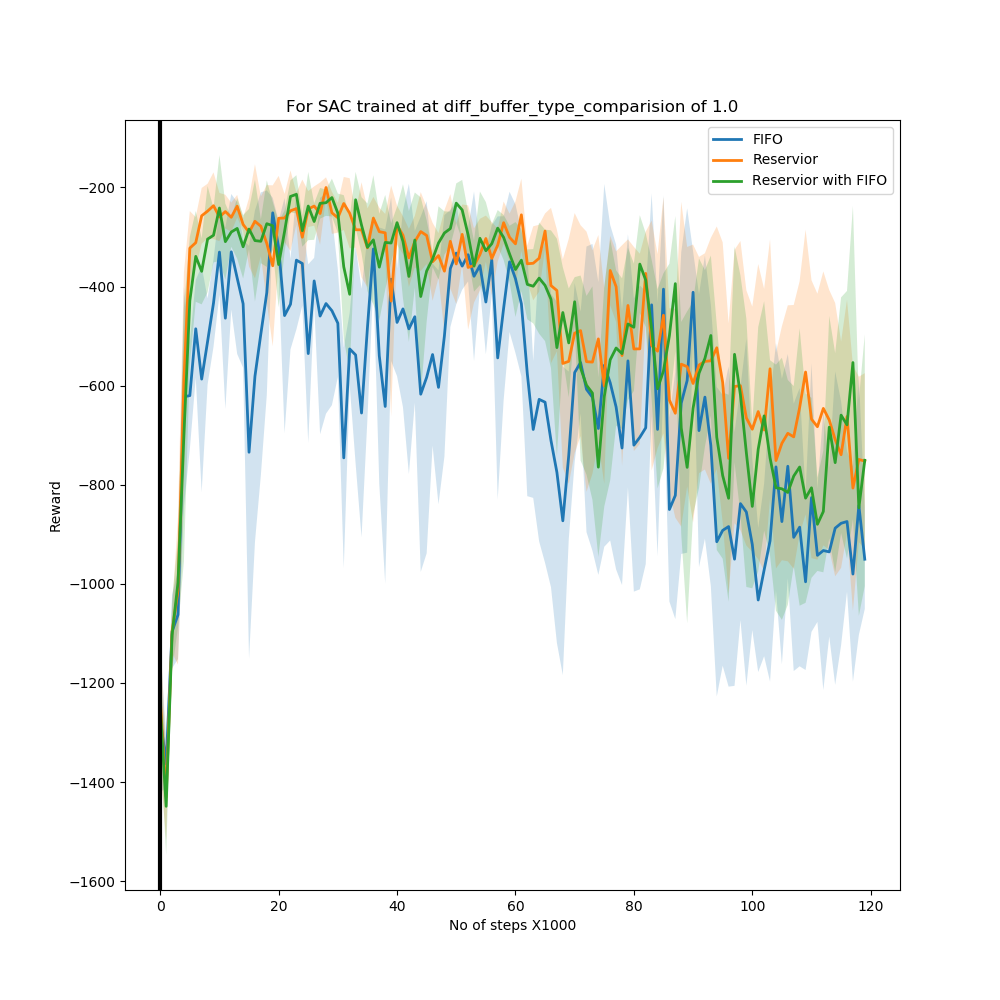 For SAC trained at diff_buffer_type_comparision of 1.0
FIFO
Reservior
Reservior with FIFO
−200
−400
−600
−800
−1000
−1200
−1400
−1600
Reward
0 20 40 60 80 100 120
No of steps X1000